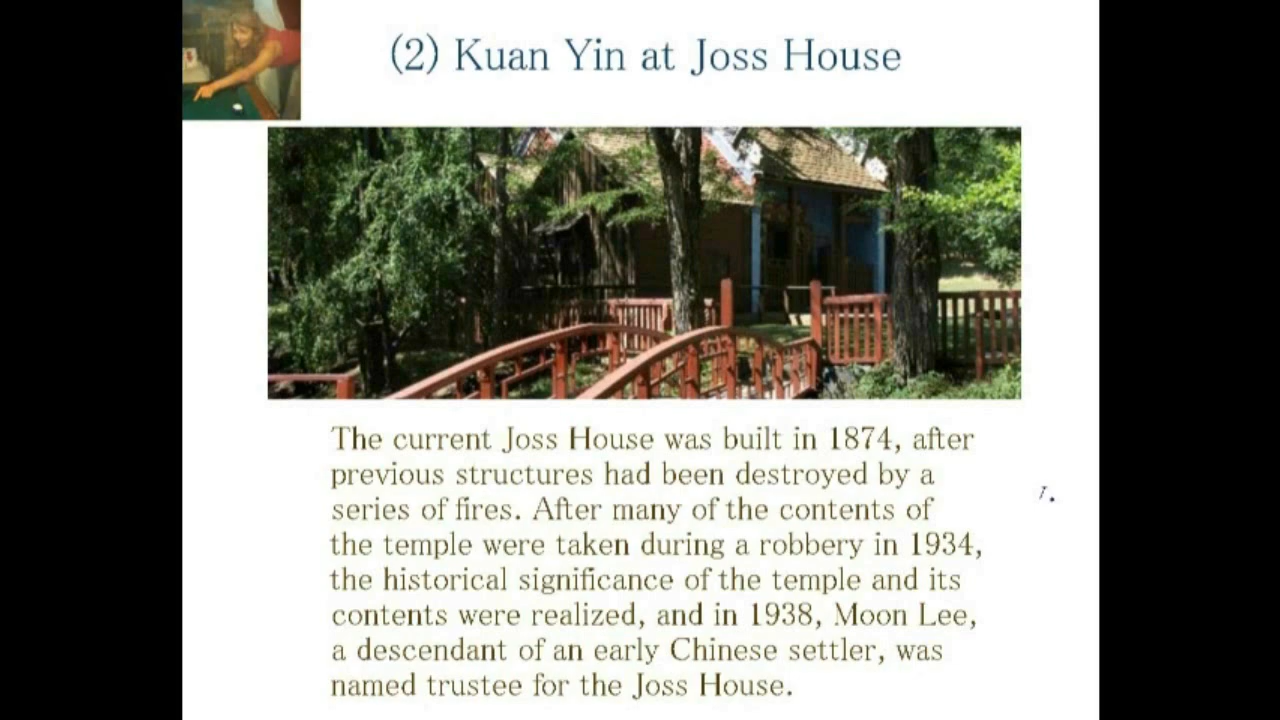 (2) Kuan Yin at Joss House
The current Joss House was built in 1874, after
previous structures had been destroyed by a
series of fires. After many of the contents of
the temple were taken during a robbery in 1934,
the historical significance of the temple and its
contents were realized, and in 1938, Moon Lee,
a descendant of an early Chinese settler, was
named trustee for the Joss House.